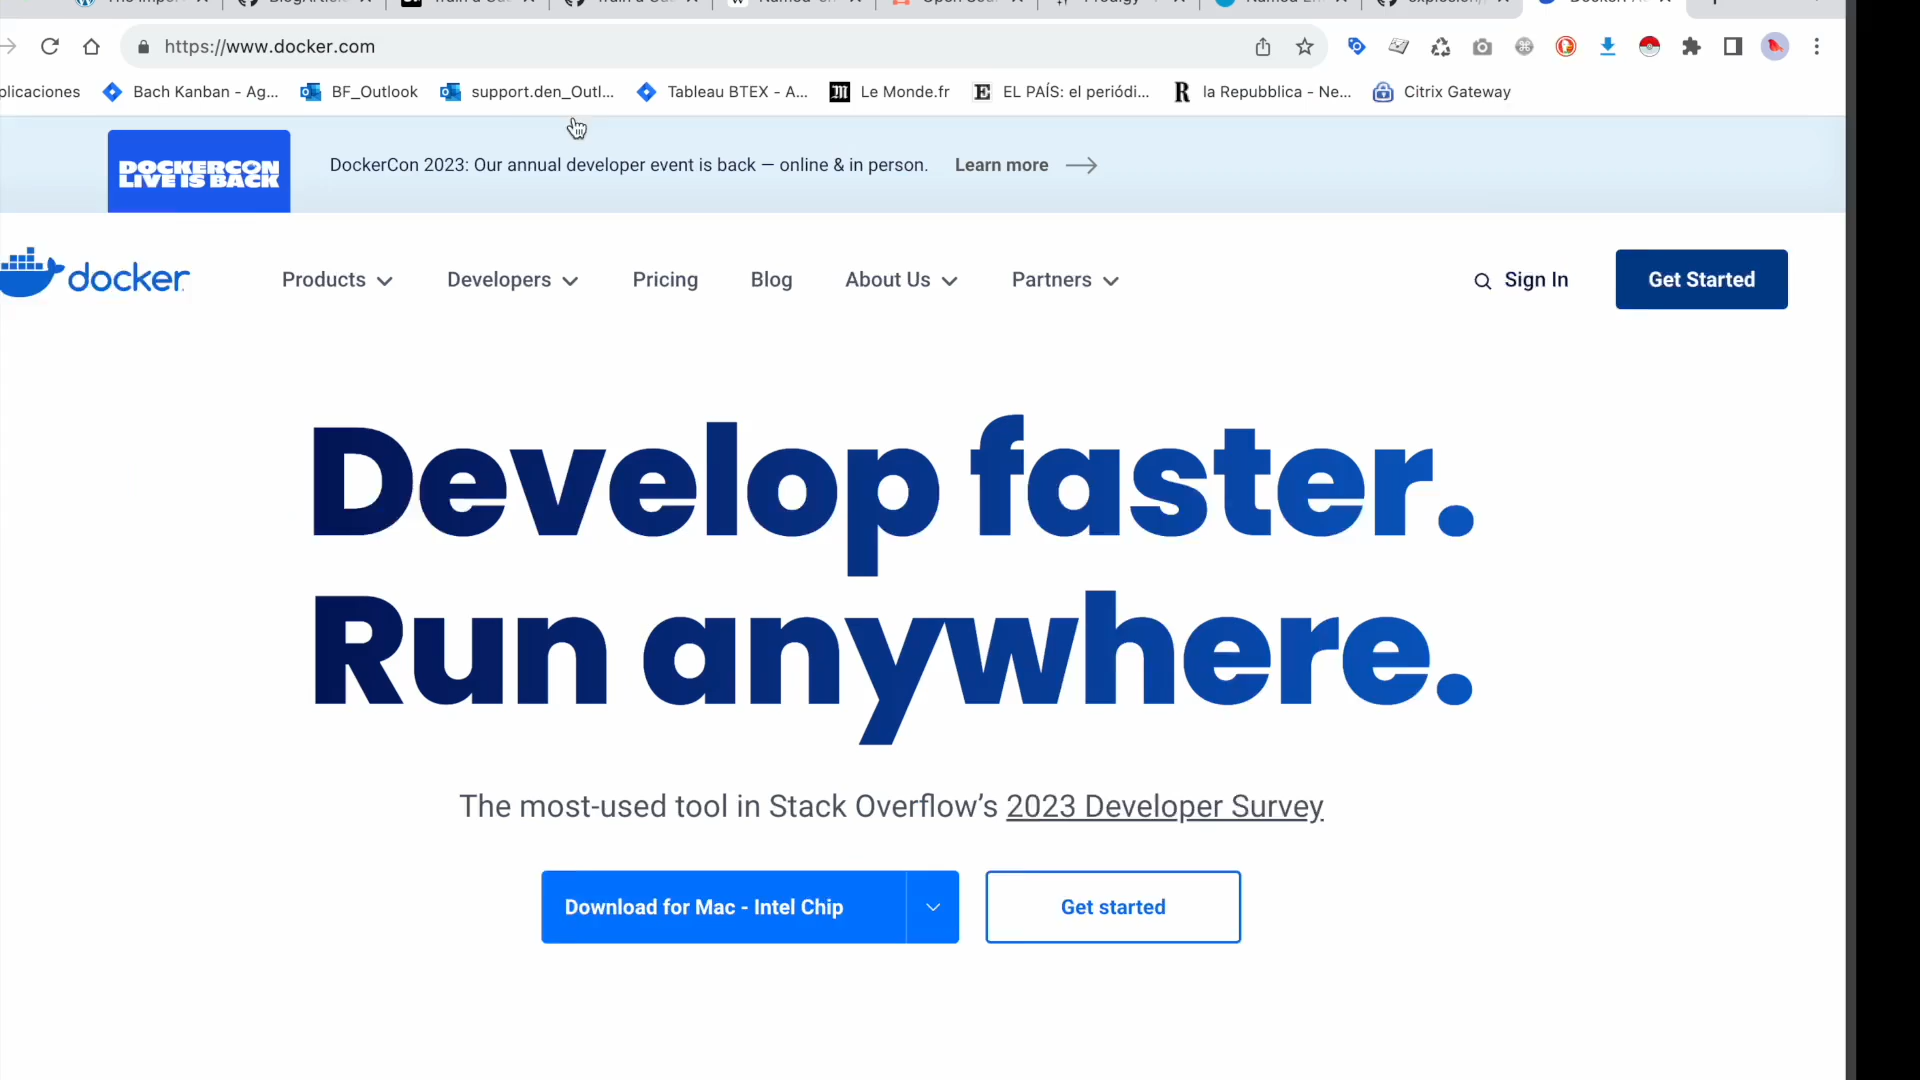 https://www.docker.com
plicaciones Bach Kanban - Ag... BF_Outlook support.den_Outl... Tableau BTEX - A... Le Monde.fr EL PAÍS: el periódi... la Repubblica - Ne... Citrix Gateway
DOCKERCON
LIVE IS BACK
DockerCon 2023: Our annual developer event is back — online & in person. Learn more
docker Products Developers Pricing Blog About Us Partners Sign In Get Started
Develop faster.
Run anywhere.
The most-used tool in Stack Overflow’s 2023 Developer Survey
Download for Mac - Intel Chip Get started